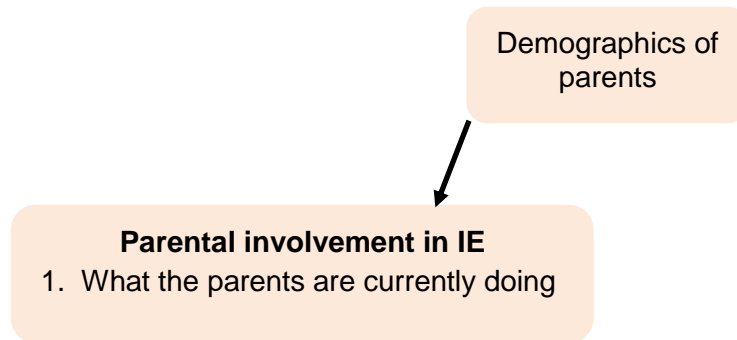 Demographics of
parents
Parental involvement in IE
1. What the parents are currently doing